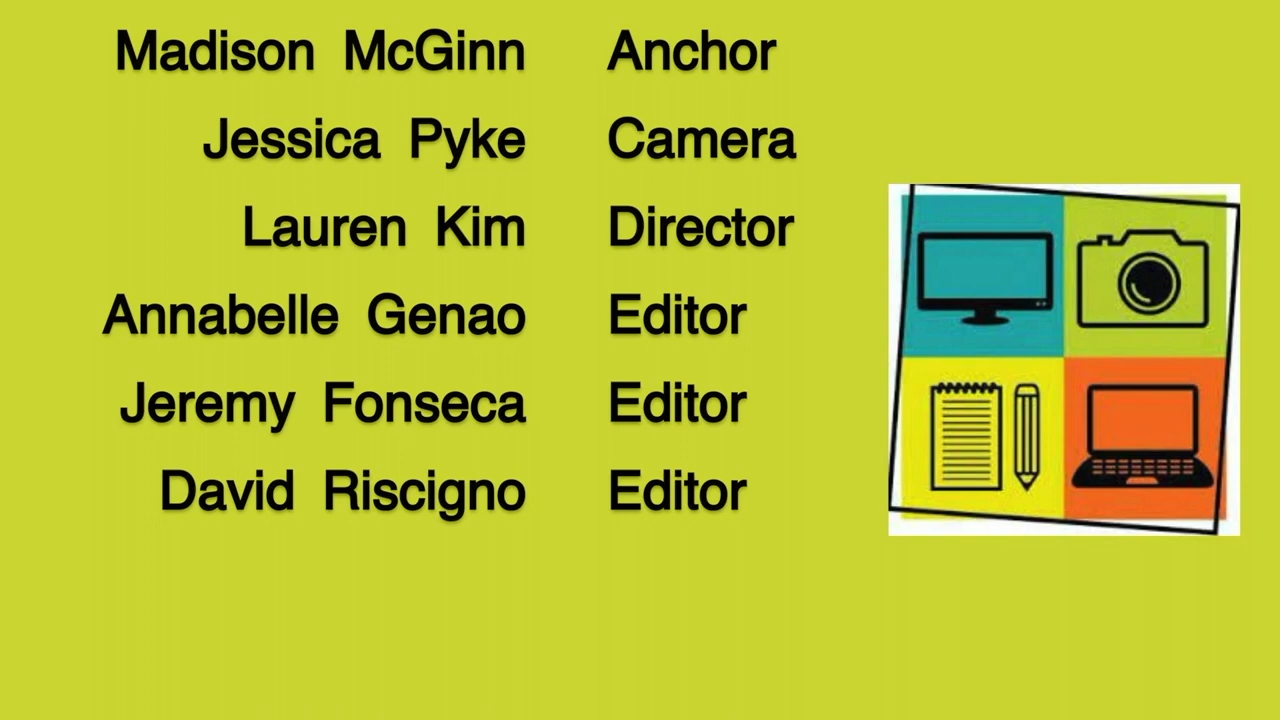 Madison McGinn Anchor
Jessica Pyke Camera
Lauren Kim Director
Annabelle Genao Editor
Jeremy Fonseca Editor
David Riscigno Editor